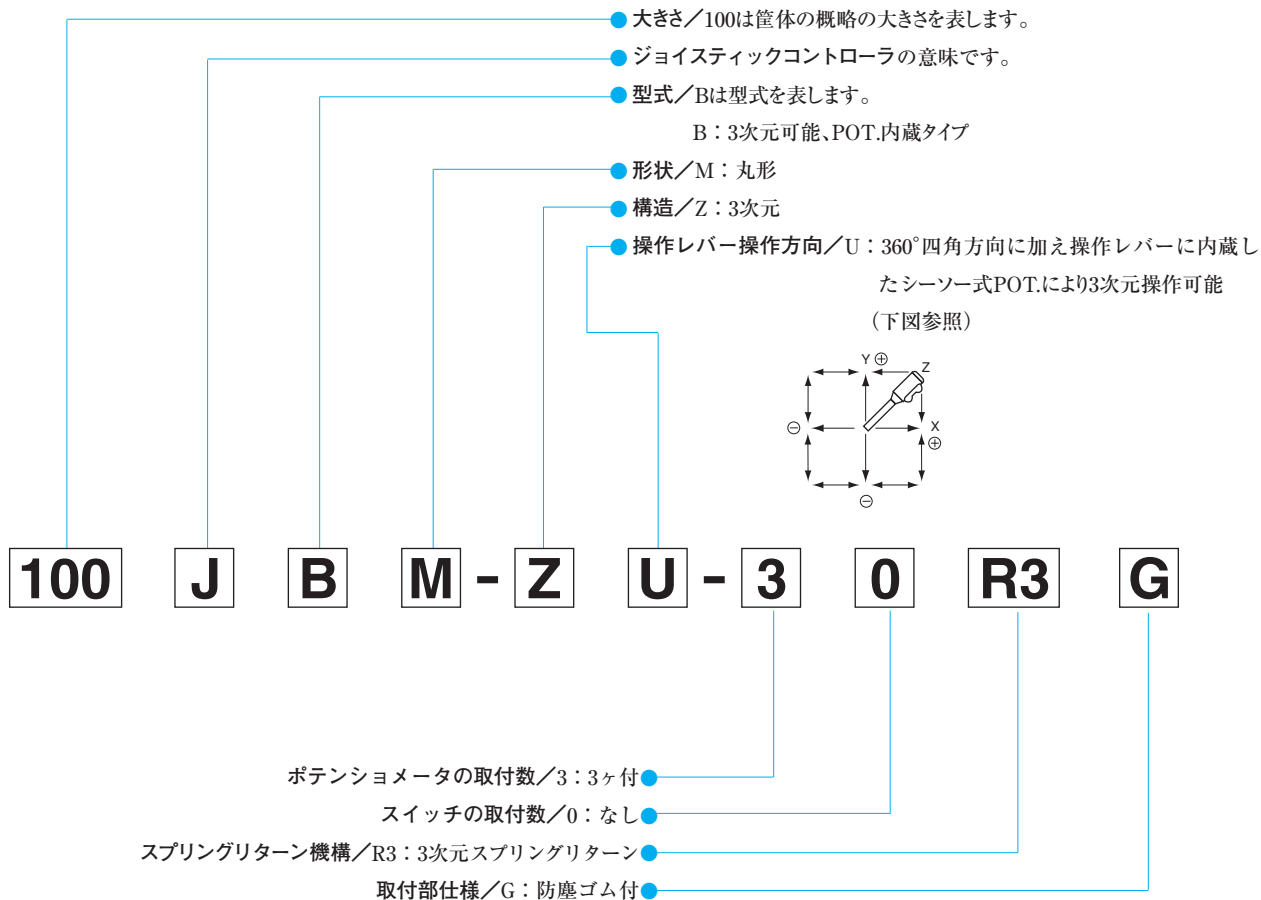 大きさ／100は筐体の概略の大きさを表します。
ジョイスティックコントローラの意味です。
型式／Bは型式を表します。
B：3次元可能、POT.内蔵タイプ
形状／M：丸形
構造／Z：3次元
操作レバー操作方向／U：360°四角方向に加え操作レバーに内蔵し
たシーソー式POT.により3次元操作可能
（下図参照）
Y ⊕ Z
⊖ X
⊕
⊖
100 J B M - Z U - 3 0 R3 G
ポテンショメータの取付数／3：3ヶ付
スイッチの取付数／0：なし
スプリングリターン機構／R3：3次元スプリングリターン
取付部仕様／G：防塵ゴム付